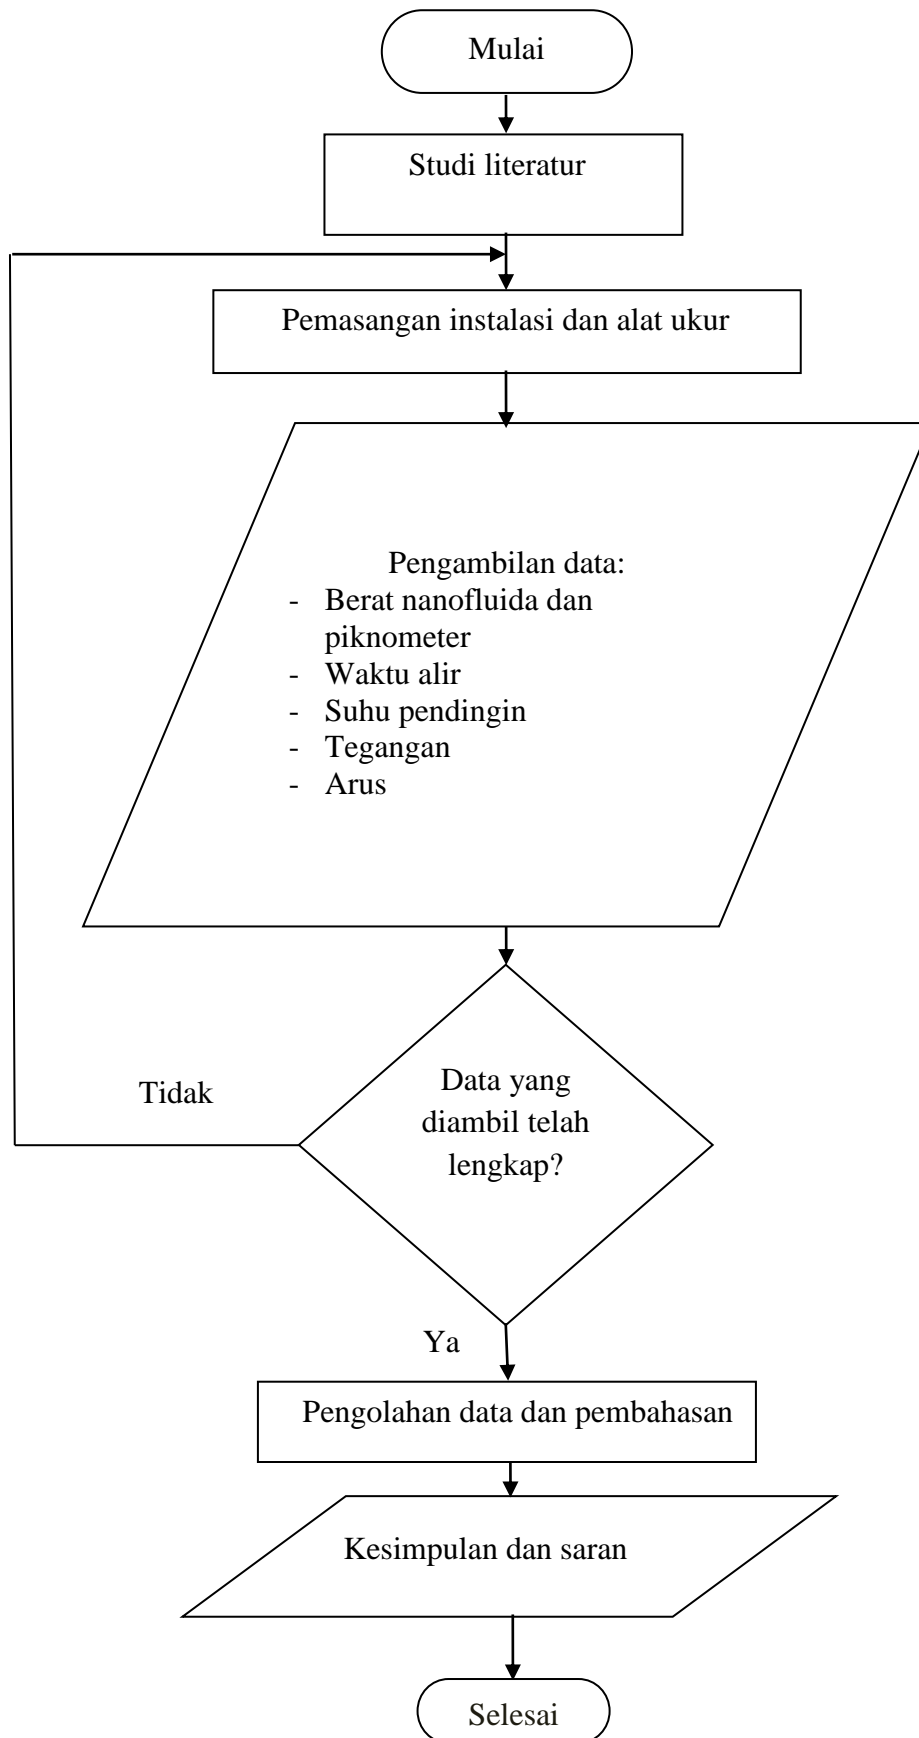 Mulai
Studi literatur
Pemasangan instalasi dan alat ukur
Pengambilan data:
- Berat nanofluida dan
piknometer
- Waktu alir
- Suhu pendingin
- Tegangan
- Arus
Tidak
Data yang
diambil telah
lengkap?
Ya
Pengolahan data dan pembahasan
Kesimpulan dan saran
Selesai